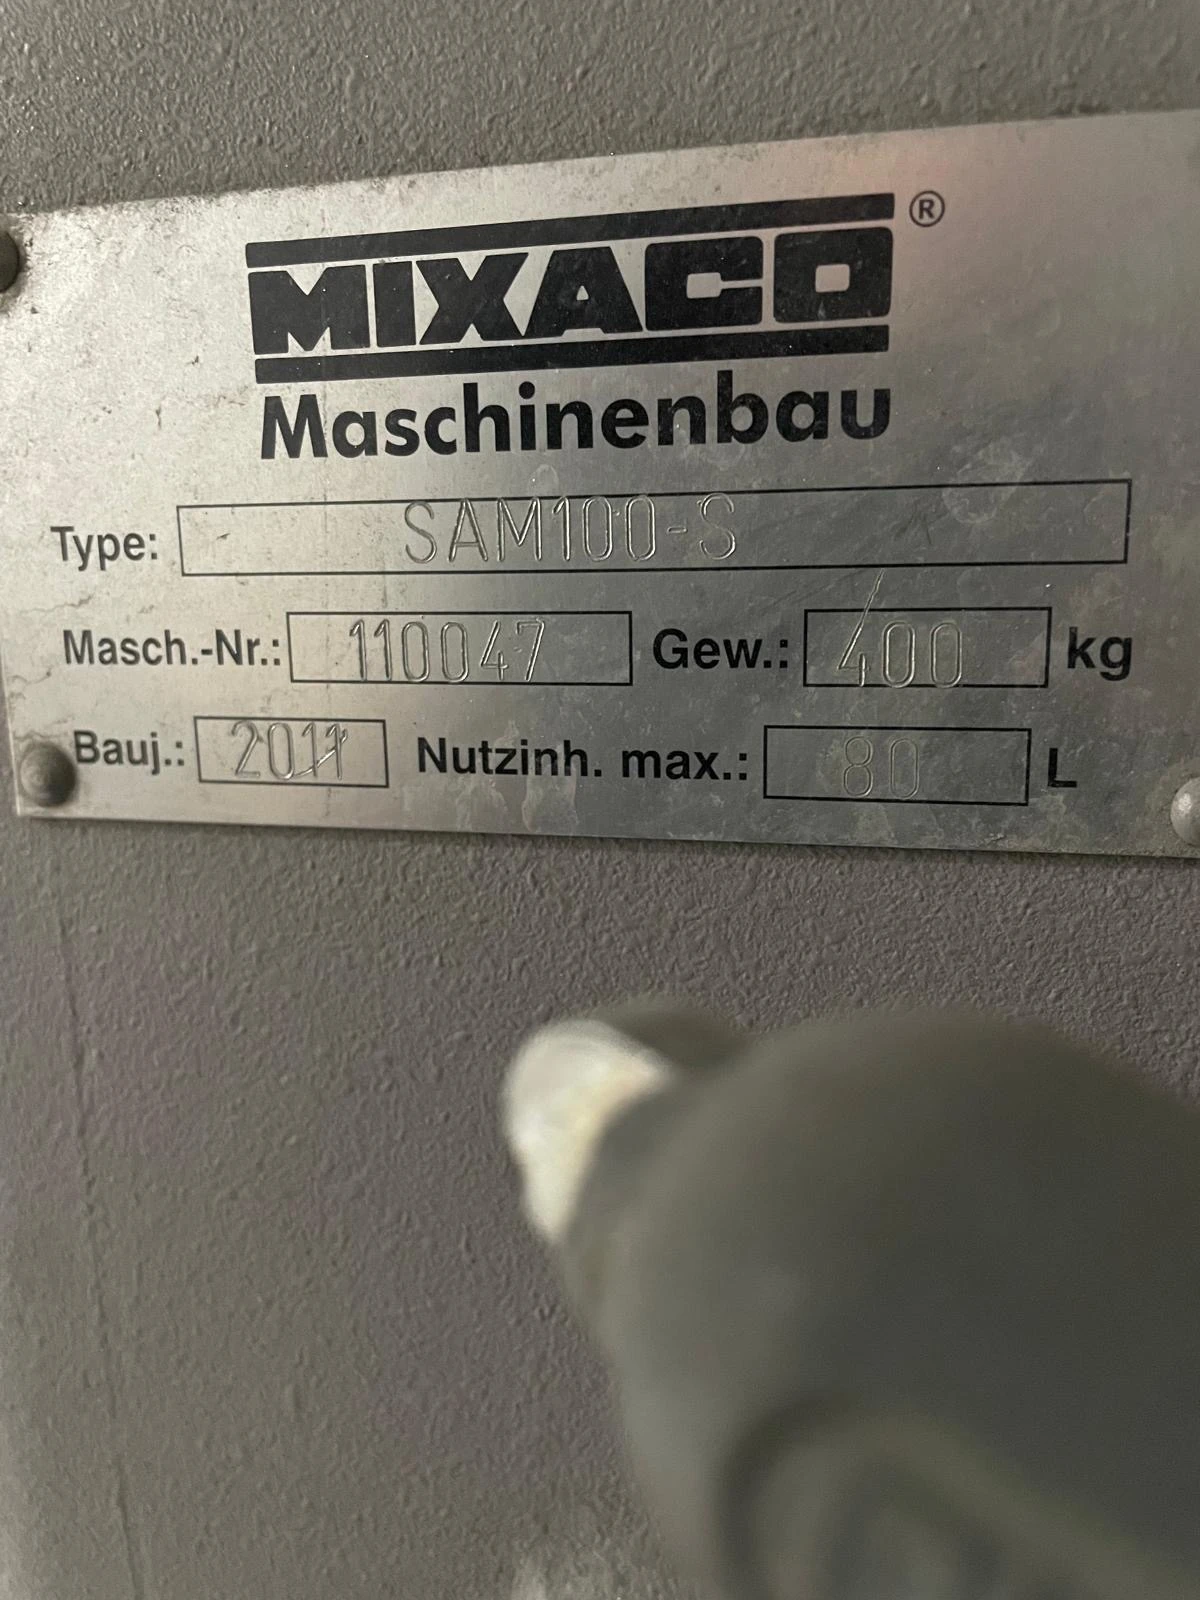 MIXACO®
Maschinenbau
Type: SAM100-S
Masch.-Nr.: 110047 Gew.: 400 kg
Bauj.: 2011 Nutzinh. max.: 80 L